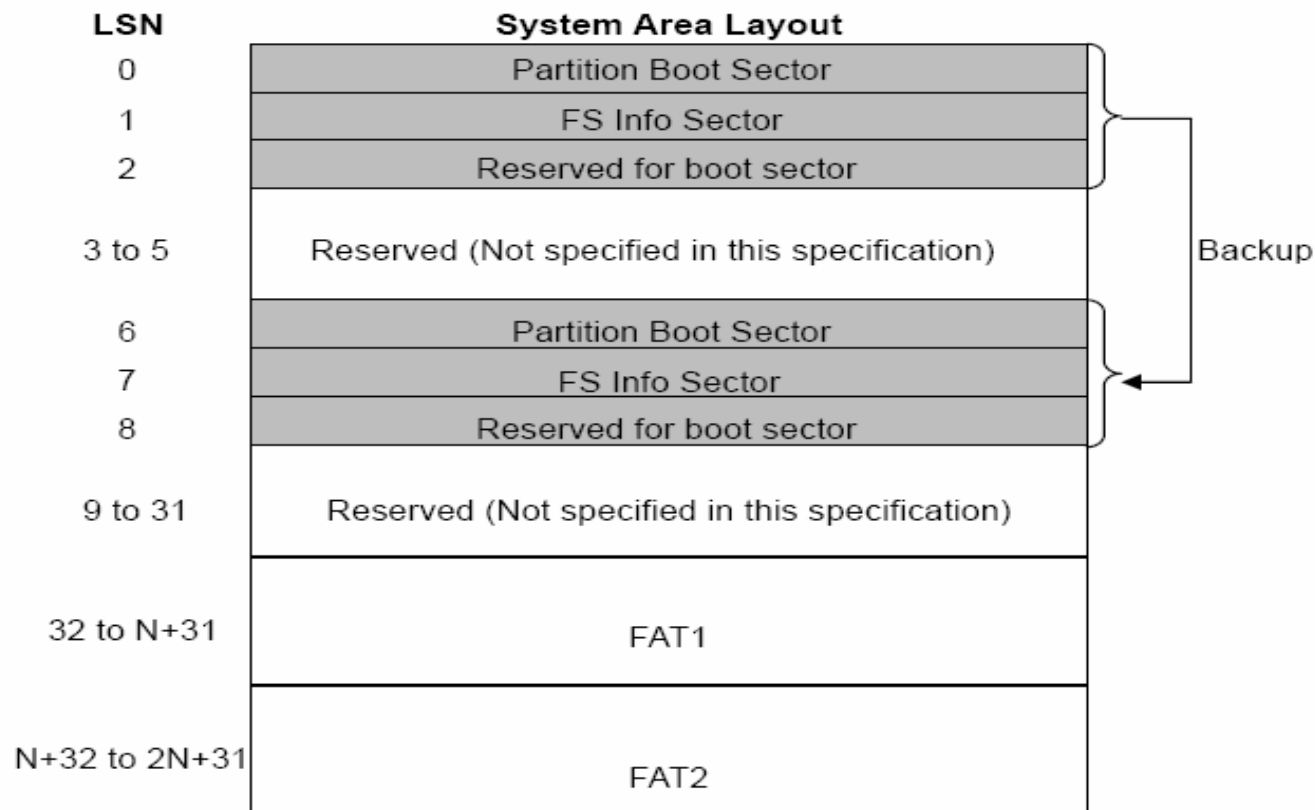 LSN System Area Layout
0 Partition Boot Sector
1 FS Info Sector
2 Reserved for boot sector
3 to 5 Reserved (Not specified in this specification) Backup
6 Partition Boot Sector
7 FS Info Sector
8 Reserved for boot sector
9 to 31 Reserved (Not specified in this specification)
32 to N+31 FAT1
N+32 to 2N+31 FAT2